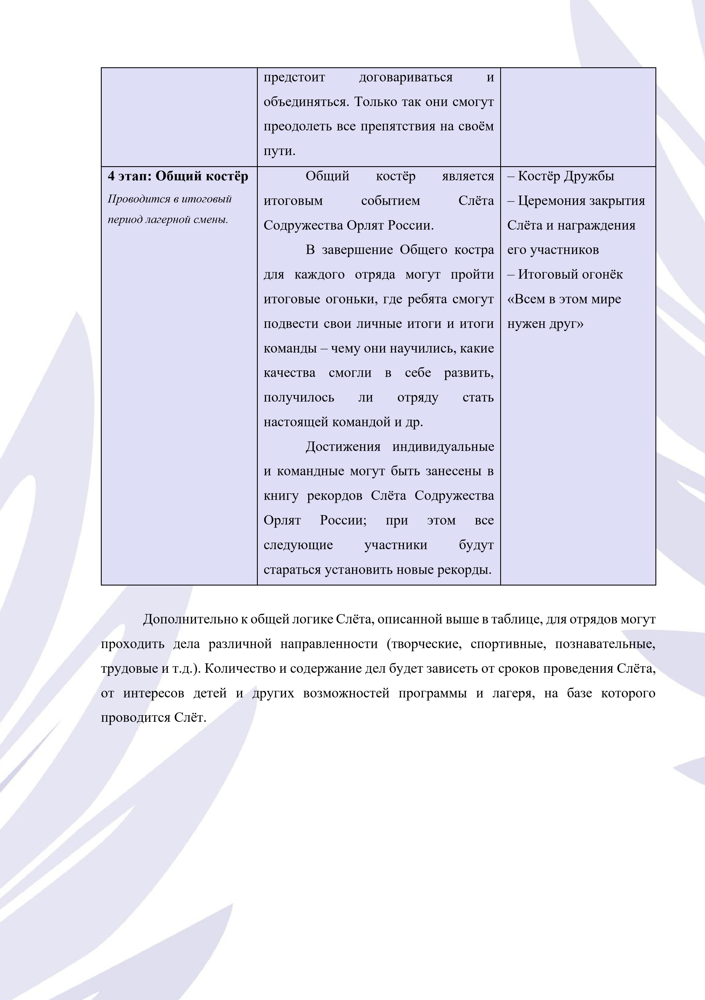 предстоит договариваться и
объединяться. Только так они смогут
преодолеть все препятствия на своём
пути.
4 этап: Общий костёр
Проводится в итоговый
период лагерной смены.
Общий костёр является
итоговым событием Слёта
Содружества Орлят России.
В завершение Общего костра
для каждого отряда могут пройти
итоговые огоньки, где ребята смогут
подвести свои личные итоги и итоги
команды – чему они научились, какие
качества смогли в себе развить,
получилось ли отряду стать
настоящей командой и др.
Достижения индивидуальные
и командные могут быть занесены в
книгу рекордов Слёта Содружества
Орлят России; при этом все
следующие участники будут
стараться установить новые рекорды.
– Костёр Дружбы
– Церемония закрытия
Слёта и награждения
его участников
– Итоговый огонёк
«Всем в этом мире
нужен друг»
Дополнительно к общей логике Слёта, описанной выше в таблице, для отрядов могут
проходить дела различной направленности (творческие, спортивные, познавательные,
трудовые и т.д.). Количество и содержание дел будет зависеть от сроков проведения Слёта,
от интересов детей и других возможностей программы и лагеря, на базе которого
проводится Слёт.